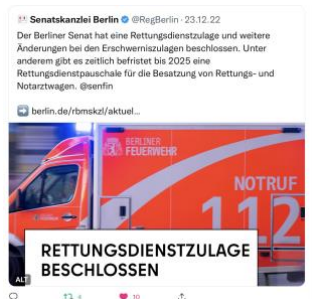 Senatskanzlei Berlin @RegBerlin · 23.12.22
Der Berliner Senat hat eine Rettungsdienstzulage und weitere
Änderungen bei den Erschwerniszulagen beschlossen. Unter
anderem gibt es zeitlich befristet bis 2025 eine
Rettungsdienstpauschale für die Besatzung von Rettungs- und
Notarztwagen. @senfin
berlin.de/rbmskzl/aktuel...
BERLINER
FEUERWEHR
NOTRUF
112
RETTUNGSDIENSTZULAGE
BESCHLOSSEN
ALT
4 10